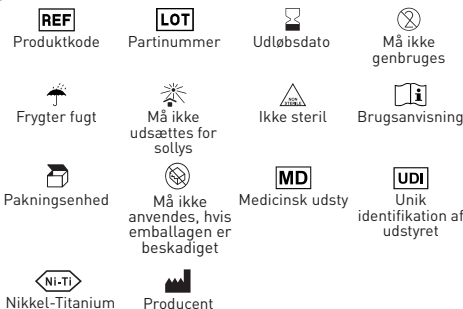 REF
LOT
Produktkode
Partinummer
Udløbsdato
Må ikke
genbruges
2
NON
STERILE
i
Frygter fugt
Må ikke
udsættes for
sollys
Ikke steril
Brugsanvisning
MD
UDI
Pakningsenhed
Må ikke
anvendes, hvis
emballagen er
beskadiget
Medicinsk udsty
Unik
identifikation af
udstyret
Ni-Ti
Nikkel-Titanium
Producent